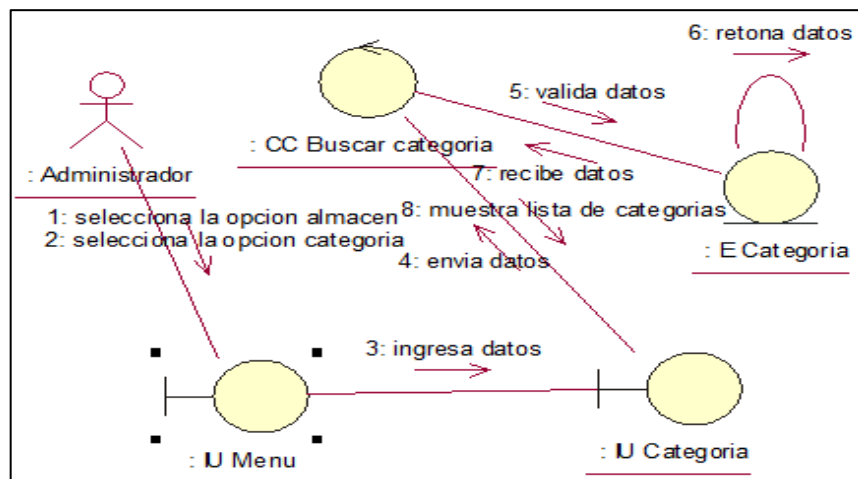 6: retona datos
5: valida datos
: CC Buscar categoria
: Administrador
7: recibe datos
1: selecciona la opcion almacen
8: muestra lista de categorias
2: selecciona la opcion categoria
: E Categoria
4: envia datos
3: ingresa datos
: IU Menu
: IU Categoria